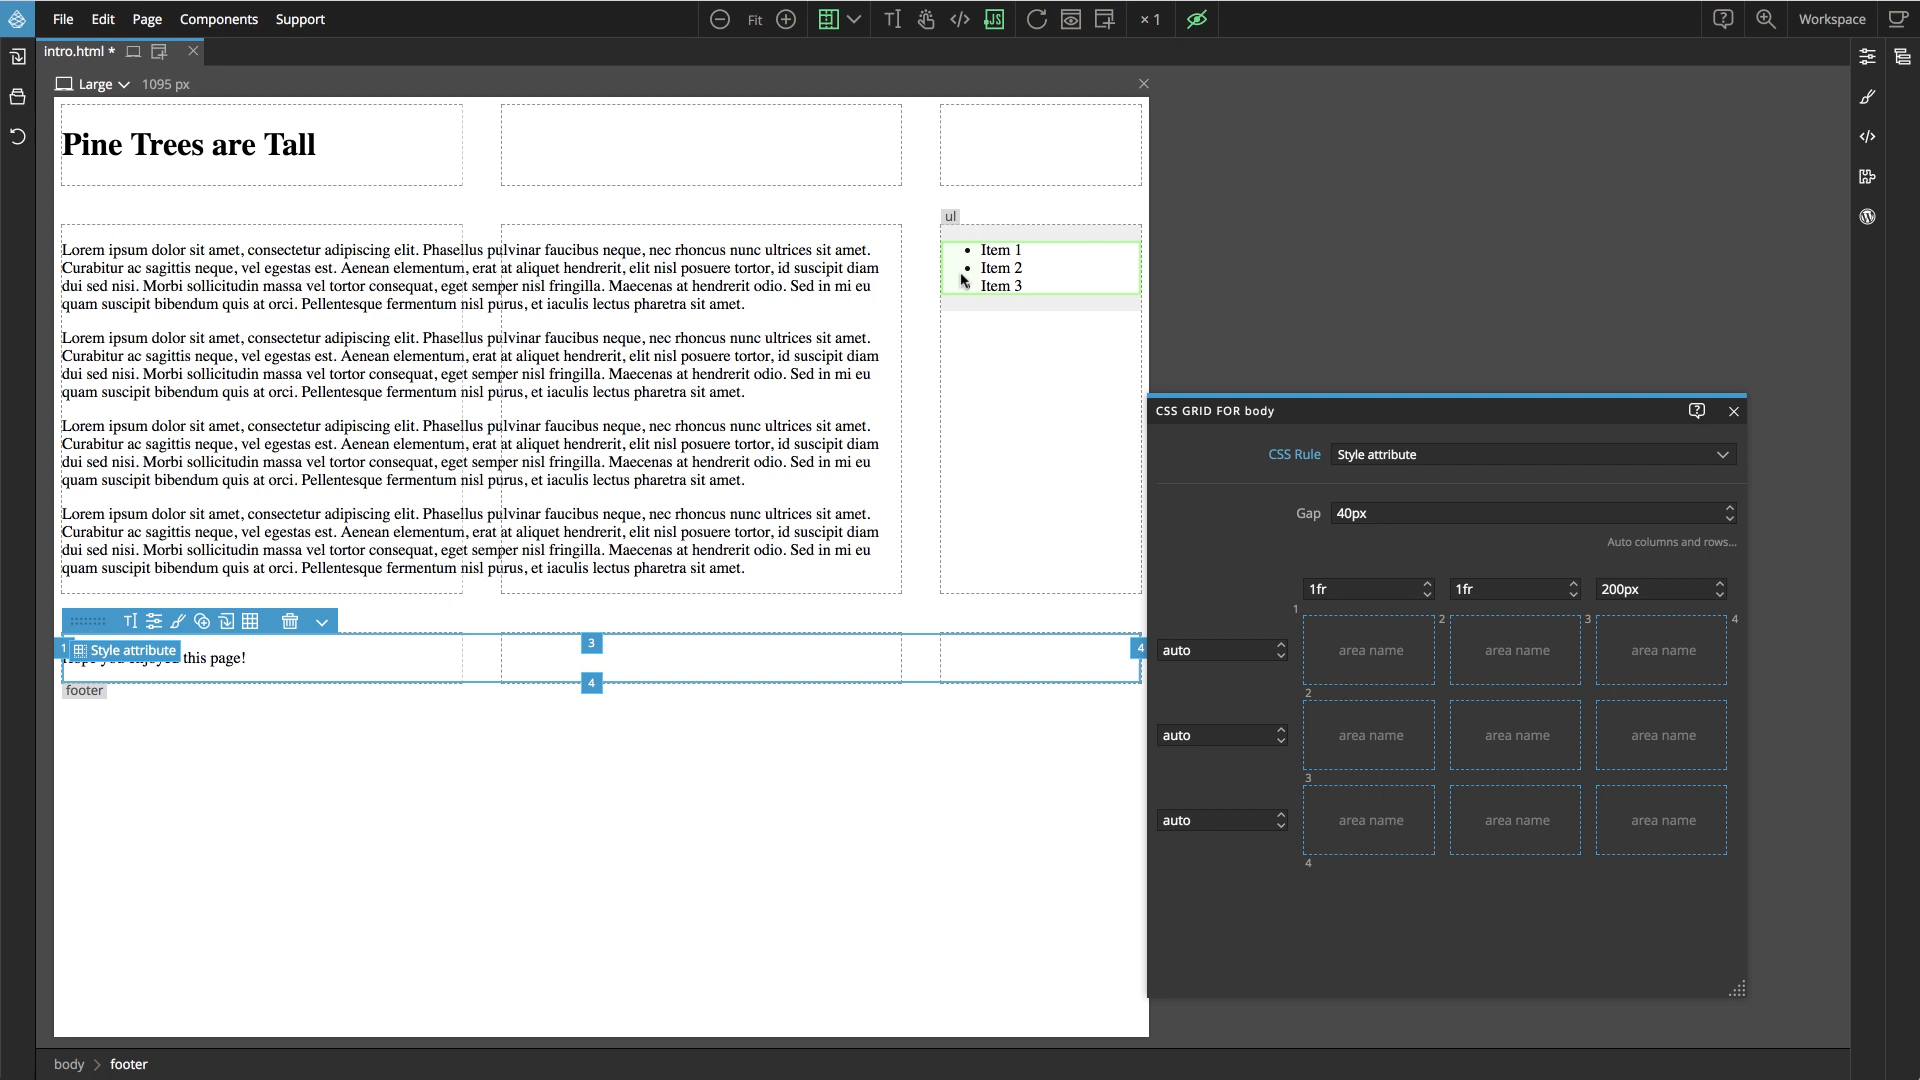 File Edit Page Components Support
Fit
JS
× 1
Workspace
intro.html *
Large 1095 px
Pine Trees are Tall
ul
Lorem ipsum dolor sit amet, consectetur adipiscing elit. Phasellus pulvinar faucibus neque, nec rhoncus nunc ultrices sit amet.
Curabitur ac sagittis neque, vel egestas est. Aenean elementum, erat at aliquet hendrerit, elit nisl posuere tortor, id suscipit diam
dui sed nisi. Morbi sollicitudin massa vel tortor consequat, eget semper nisl fringilla. Maecenas at hendrerit odio. Sed in mi eu
quam suscipit bibendum quis at orci. Pellentesque fermentum nisl purus, et iaculis lectus pharetra sit amet.
Lorem ipsum dolor sit amet, consectetur adipiscing elit. Phasellus pulvinar faucibus neque, nec rhoncus nunc ultrices sit amet.
Curabitur ac sagittis neque, vel egestas est. Aenean elementum, erat at aliquet hendrerit, elit nisl posuere tortor, id suscipit diam
dui sed nisi. Morbi sollicitudin massa vel tortor consequat, eget semper nisl fringilla. Maecenas at hendrerit odio. Sed in mi eu
quam suscipit bibendum quis at orci. Pellentesque fermentum nisl purus, et iaculis lectus pharetra sit amet.
Lorem ipsum dolor sit amet, consectetur adipiscing elit. Phasellus pulvinar faucibus neque, nec rhoncus nunc ultrices sit amet.
Curabitur ac sagittis neque, vel egestas est. Aenean elementum, erat at aliquet hendrerit, elit nisl posuere tortor, id suscipit diam
dui sed nisi. Morbi sollicitudin massa vel tortor consequat, eget semper nisl fringilla. Maecenas at hendrerit odio. Sed in mi eu
quam suscipit bibendum quis at orci. Pellentesque fermentum nisl purus, et iaculis lectus pharetra sit amet.
Lorem ipsum dolor sit amet, consectetur adipiscing elit. Phasellus pulvinar faucibus neque, nec rhoncus nunc ultrices sit amet.
Curabitur ac sagittis neque, vel egestas est. Aenean elementum, erat at aliquet hendrerit, elit nisl posuere tortor, id suscipit diam
dui sed nisi. Morbi sollicitudin massa vel tortor consequat, eget semper nisl fringilla. Maecenas at hendrerit odio. Sed in mi eu
quam suscipit bibendum quis at orci. Pellentesque fermentum nisl purus, et iaculis lectus pharetra sit amet.
• Item 1
• Item 2
• Item 3
3
1 Style attribute 4
this page!
4
footer
CSS GRID FOR body
CSS Rule Style attribute
Gap 40px
Auto columns and rows...
1fr 1fr 200px
1 2 3 4
auto area name area name area name
2
auto area name area name area name
3
auto area name area name area name
4
body footer